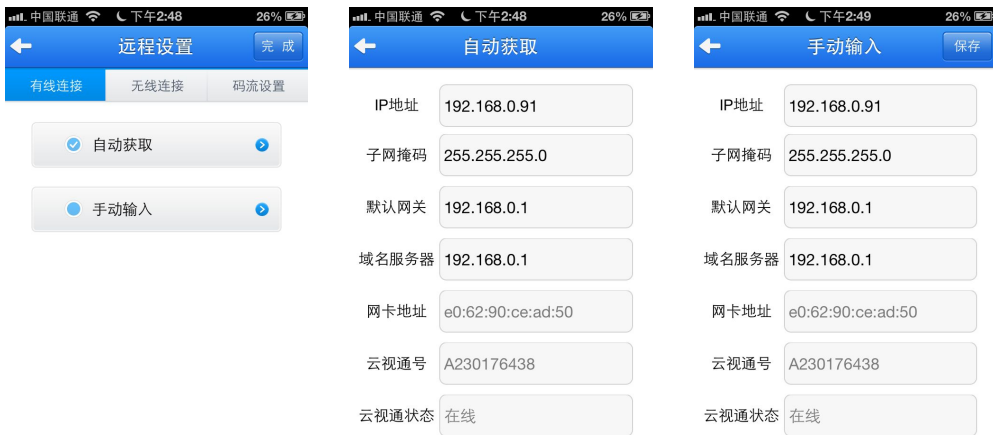 中国联通 下午2:48 26%
远程设置 完 成
有线连接 无线连接 码流设置
自动获取
手动输入
中国联通 下午2:48 26%
自动获取
IP地址 192.168.0.91
子网掩码 255.255.255.0
默认网关 192.168.0.1
域名服务器 192.168.0.1
网卡地址 e0:62:90:ce:ad:50
云视通号 A230176438
云视通状态 在线
中国联通 下午2:49 26%
手动输入 保存
IP地址 192.168.0.91
子网掩码 255.255.255.0
默认网关 192.168.0.1
域名服务器 192.168.0.1
网卡地址 e0:62:90:ce:ad:50
云视通号 A230176438
云视通状态 在线